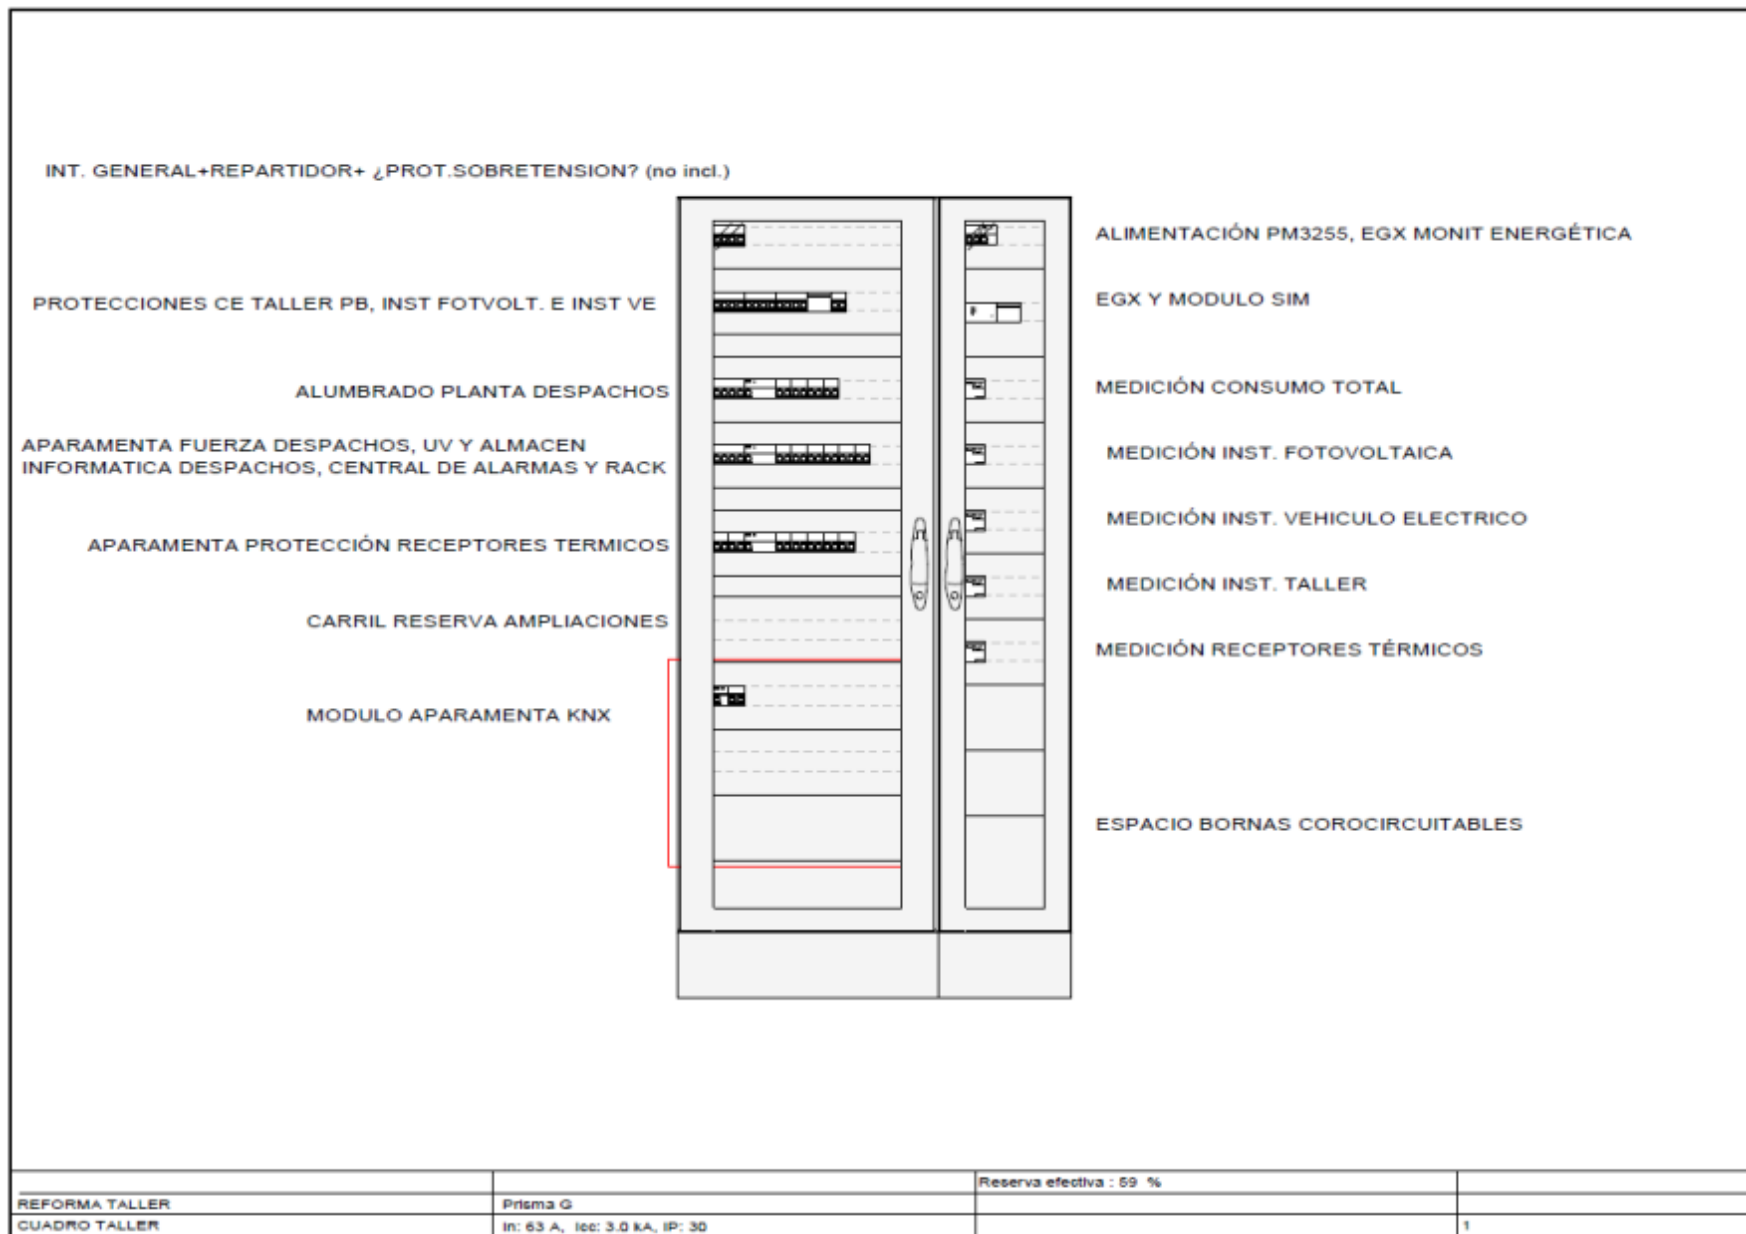 INT. GENERAL+REPARTIDOR+ ¿PROT.SOBRETENSION? (no incl.)
PROTECCIONES CE TALLER PB, INST FOTVOLT. E INST VE
ALUMBRADO PLANTA DESPACHOS
APARAMENTA FUERZA DESPACHOS, UV Y ALMACEN
INFORMATICA DESPACHOS, CENTRAL DE ALARMAS Y RACK
APARAMENTA PROTECCIÓN RECEPTORES TERMICOS
CARRIL RESERVA AMPLIACIONES
MODULO APARAMENTA KNX
ALIMENTACIÓN PM3255, EGX MONIT ENERGÉTICA
EGX Y MODULO SIM
MEDICIÓN CONSUMO TOTAL
MEDICIÓN INST. FOTOVOLTAICA
MEDICIÓN INST. VEHICULO ELECTRICO
MEDICIÓN INST. TALLER
MEDICIÓN RECEPTORES TÉRMICOS
ESPACIO BORNAS COROCIRCUITABLES
Reserva efectiva : 59 %
REFORMA TALLER
Prisma G
CUADRO TALLER
In: 63 A, Icc: 3.0 kA, IP: 30
1